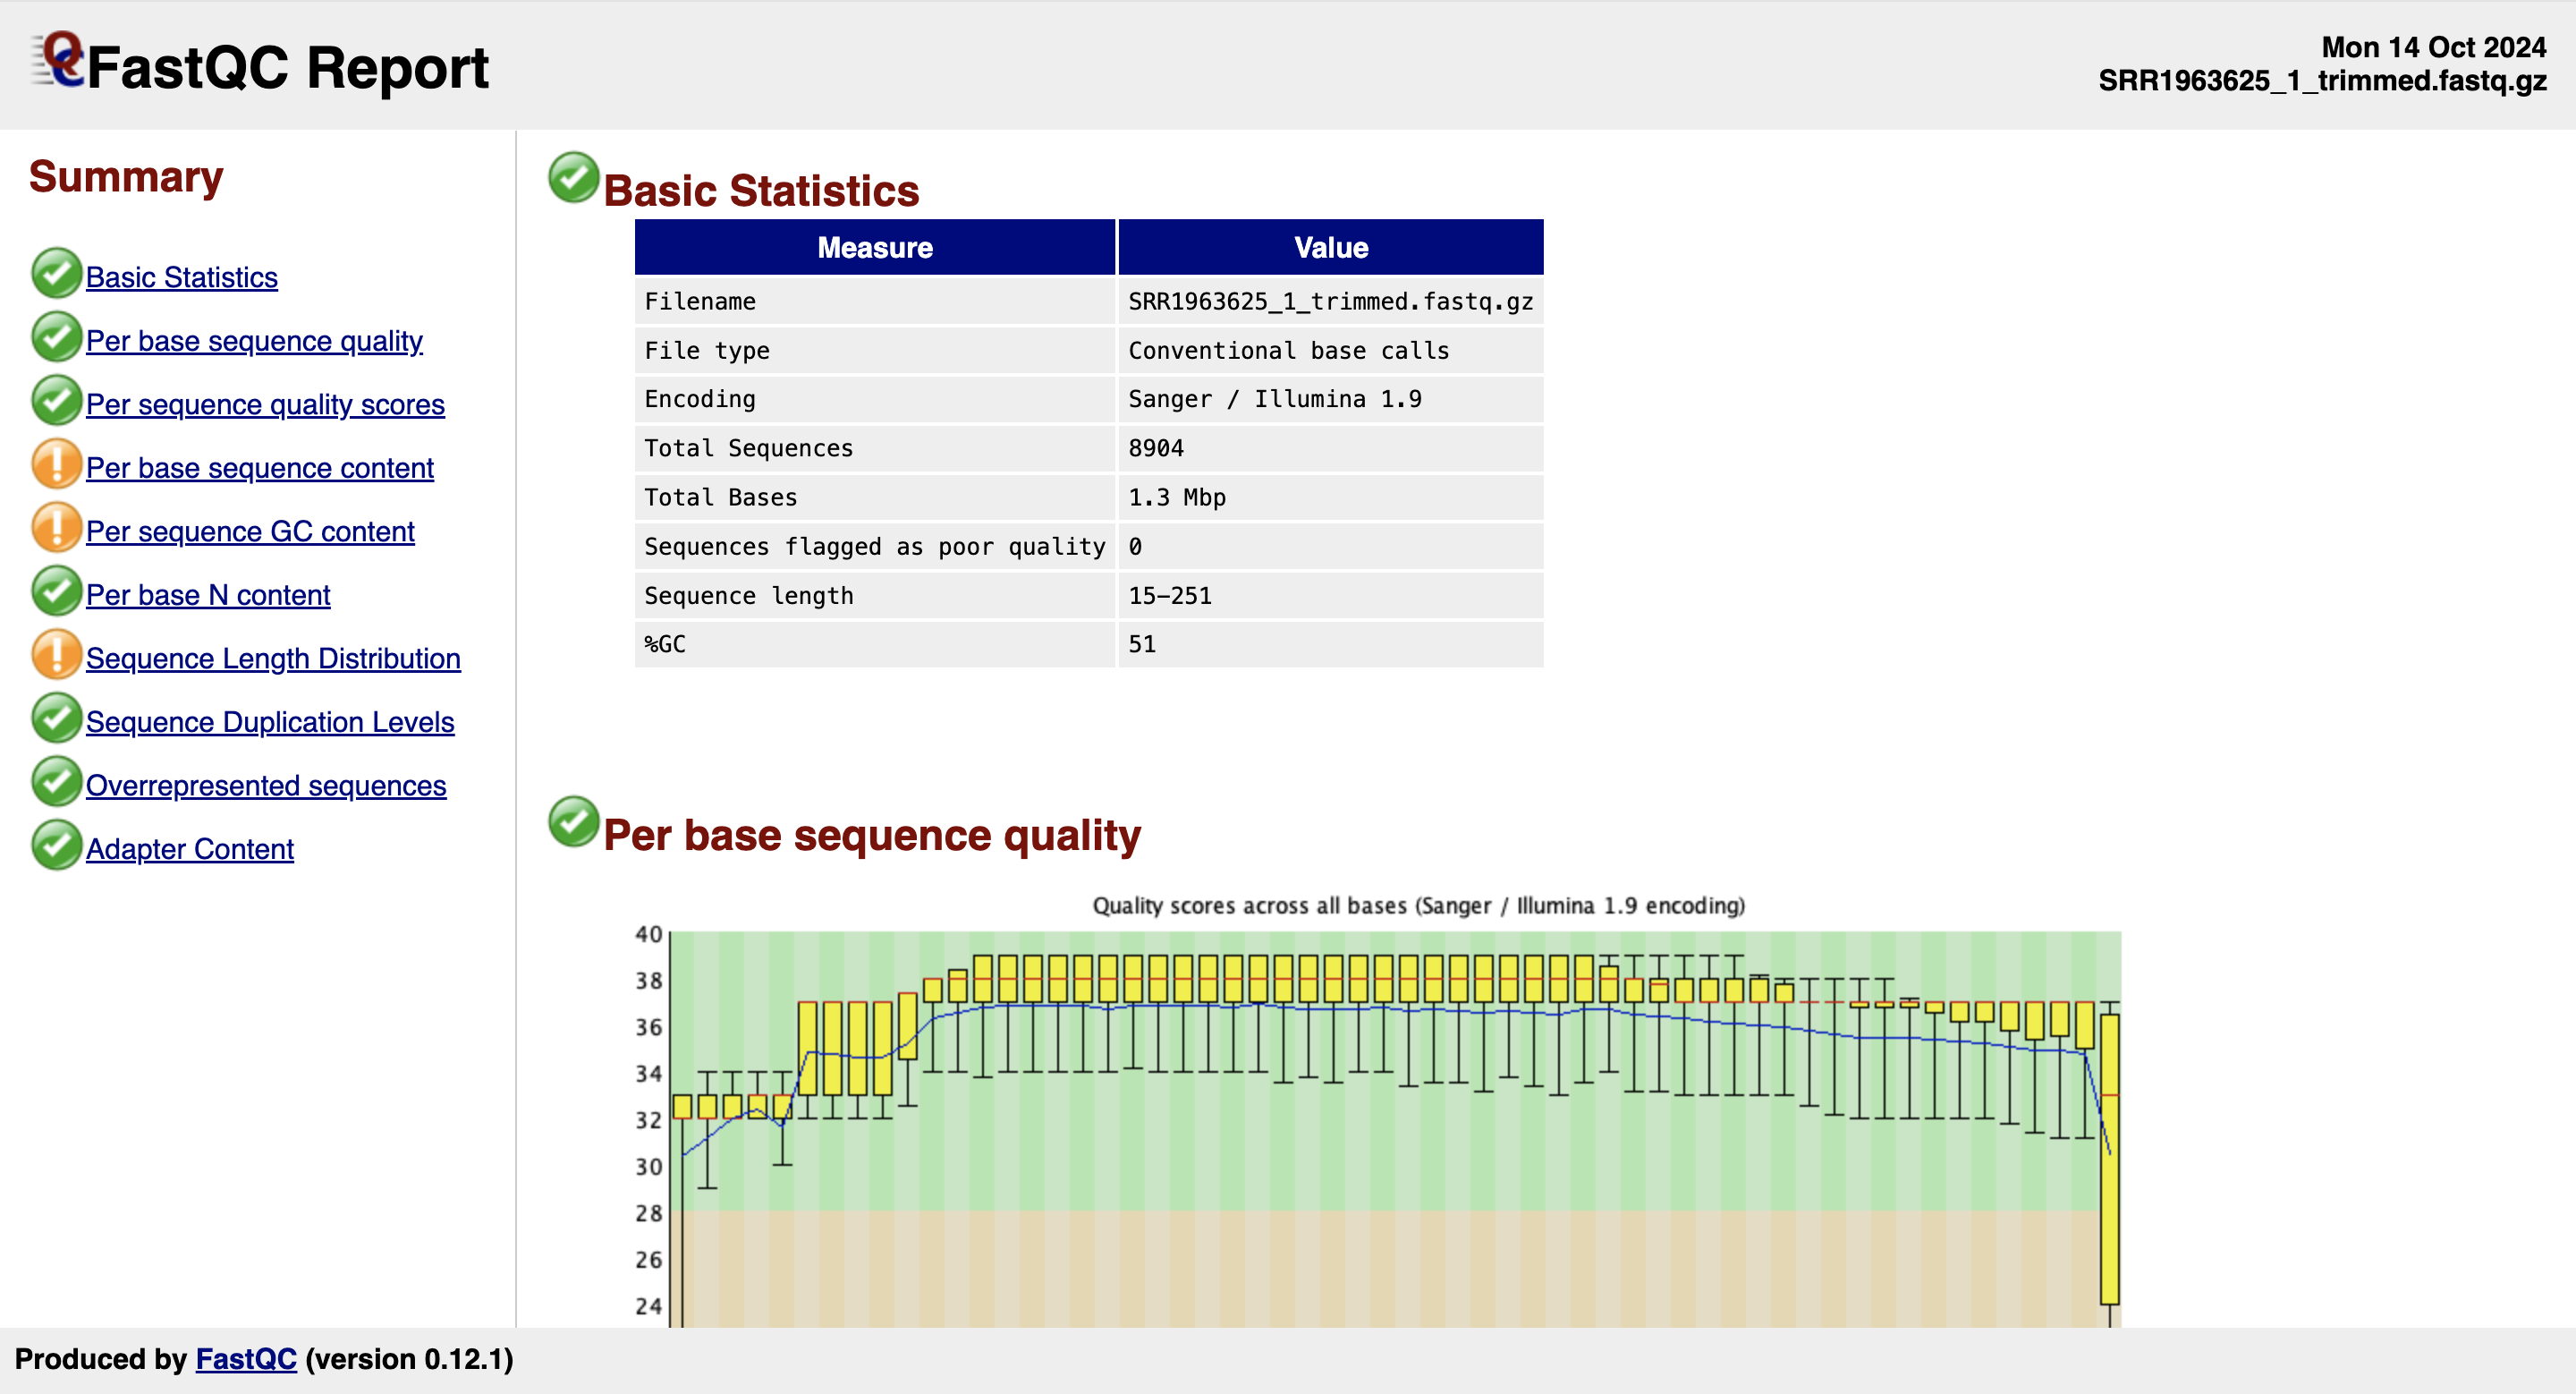 FastQC Report
Mon 14 Oct 2024
SRR1963625_1_trimmed.fastq.gz
Summary
Basic Statistics
Per base sequence quality
Per sequence quality scores
Per base sequence content
Per sequence GC content
Per base N content
Sequence Length Distribution
Sequence Duplication Levels
Overrepresented sequences
Adapter Content
Basic Statistics
Measure Value
Filename SRR1963625_1_trimmed.fastq.gz
File type Conventional base calls
Encoding Sanger / Illumina 1.9
Total Sequences 8904
Total Bases 1.3 Mbp
Sequences flagged as poor quality 0
Sequence length 15-251
%GC 51
Per base sequence quality
Quality scores across all bases (Sanger / Illumina 1.9 encoding)
40
38
36
34
32
30
28
26
24
Produced by FastQC (version 0.12.1)